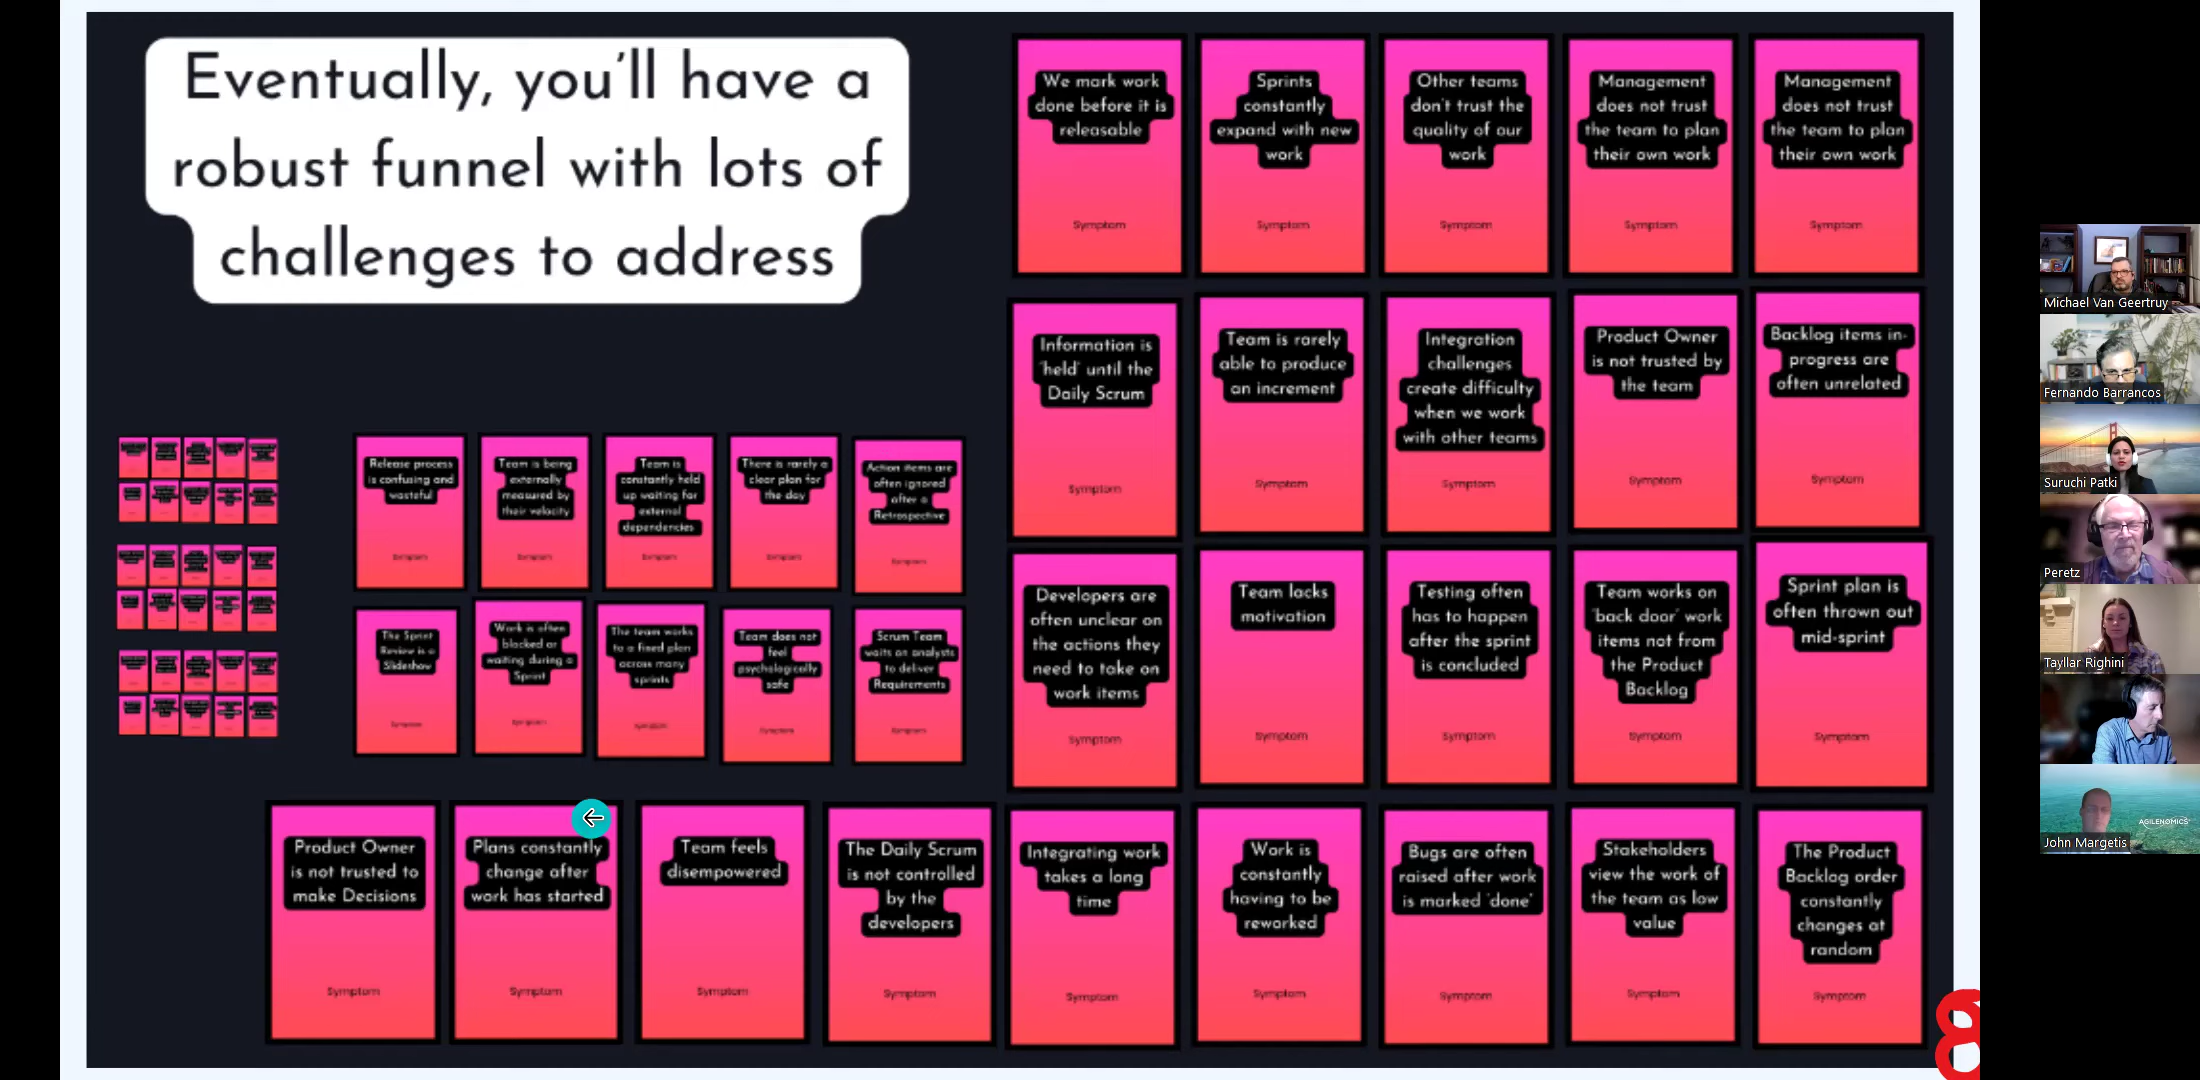 Eventually, you'll have a
robust funnel with lots of
challenges to address
We mark work
done before it is
releasable
Symptom
Sprints
constantly
expand with new
work
Symptom
Other teams
don't trust the
quality of our
work
Symptom
Management
does not trust
the team to plan
their own work
Symptom
Management
does not trust
the team to plan
their own work
Symptom
Information is
'held' until the
Daily Scrum
Symptom
Team is rarely
able to produce
an increment
Symptom
Integration
challenges
create difficulty
when we work
with other teams
Symptom
Product Owner
is not trusted by
the team
Symptom
Backlog items in-
progress are
often unrelated
Symptom
Release process
is confusing and
wasteful
Symptom
Team is being
externally
measured by
their velocity
Symptom
Team is
constantly held
up waiting for
external
dependencies
Symptom
There is rarely a
clear plan for
the day
Symptom
Action items are
often ignored
after a
Retrospective
Symptom
The Sprint
Review is a
Slideshow
Symptom
Work is often
blocked or
waiting during a
Sprint
Symptom
The team works
to a fixed plan
across many
sprints
Symptom
Team does not
feel
psychologically
safe
Symptom
Scrum Team
waits on analysts
to deliver
Requirements
Symptom
Developers are
often unclear on
the actions they
need to take on
work items
Symptom
Team lacks
motivation
Symptom
Testing often
has to happen
after the sprint
is concluded
Symptom
Team works on
'back door' work
items not from
the Product
Backlog
Symptom
Sprint plan is
often thrown out
mid-sprint
Symptom
Product Owner
is not trusted to
make Decisions
Symptom
Plans constantly
change after
work has started
Symptom
Team feels
disempowered
Symptom
The Daily Scrum
is not controlled
by the
developers
Symptom
Integrating work
takes a long
time
Symptom
Work is
constantly
having to be
reworked
Symptom
Bugs are often
raised after work
is marked 'done'
Symptom
Stakeholders
view the work of
the team as low
value
Symptom
The Product
Backlog order
constantly
changes at
random
Symptom
Michael Van Geertruy
Fernando Barrancos
Suruchi Patki
Peretz
Tayllar Righini
AGILENOMICS
John Margetis